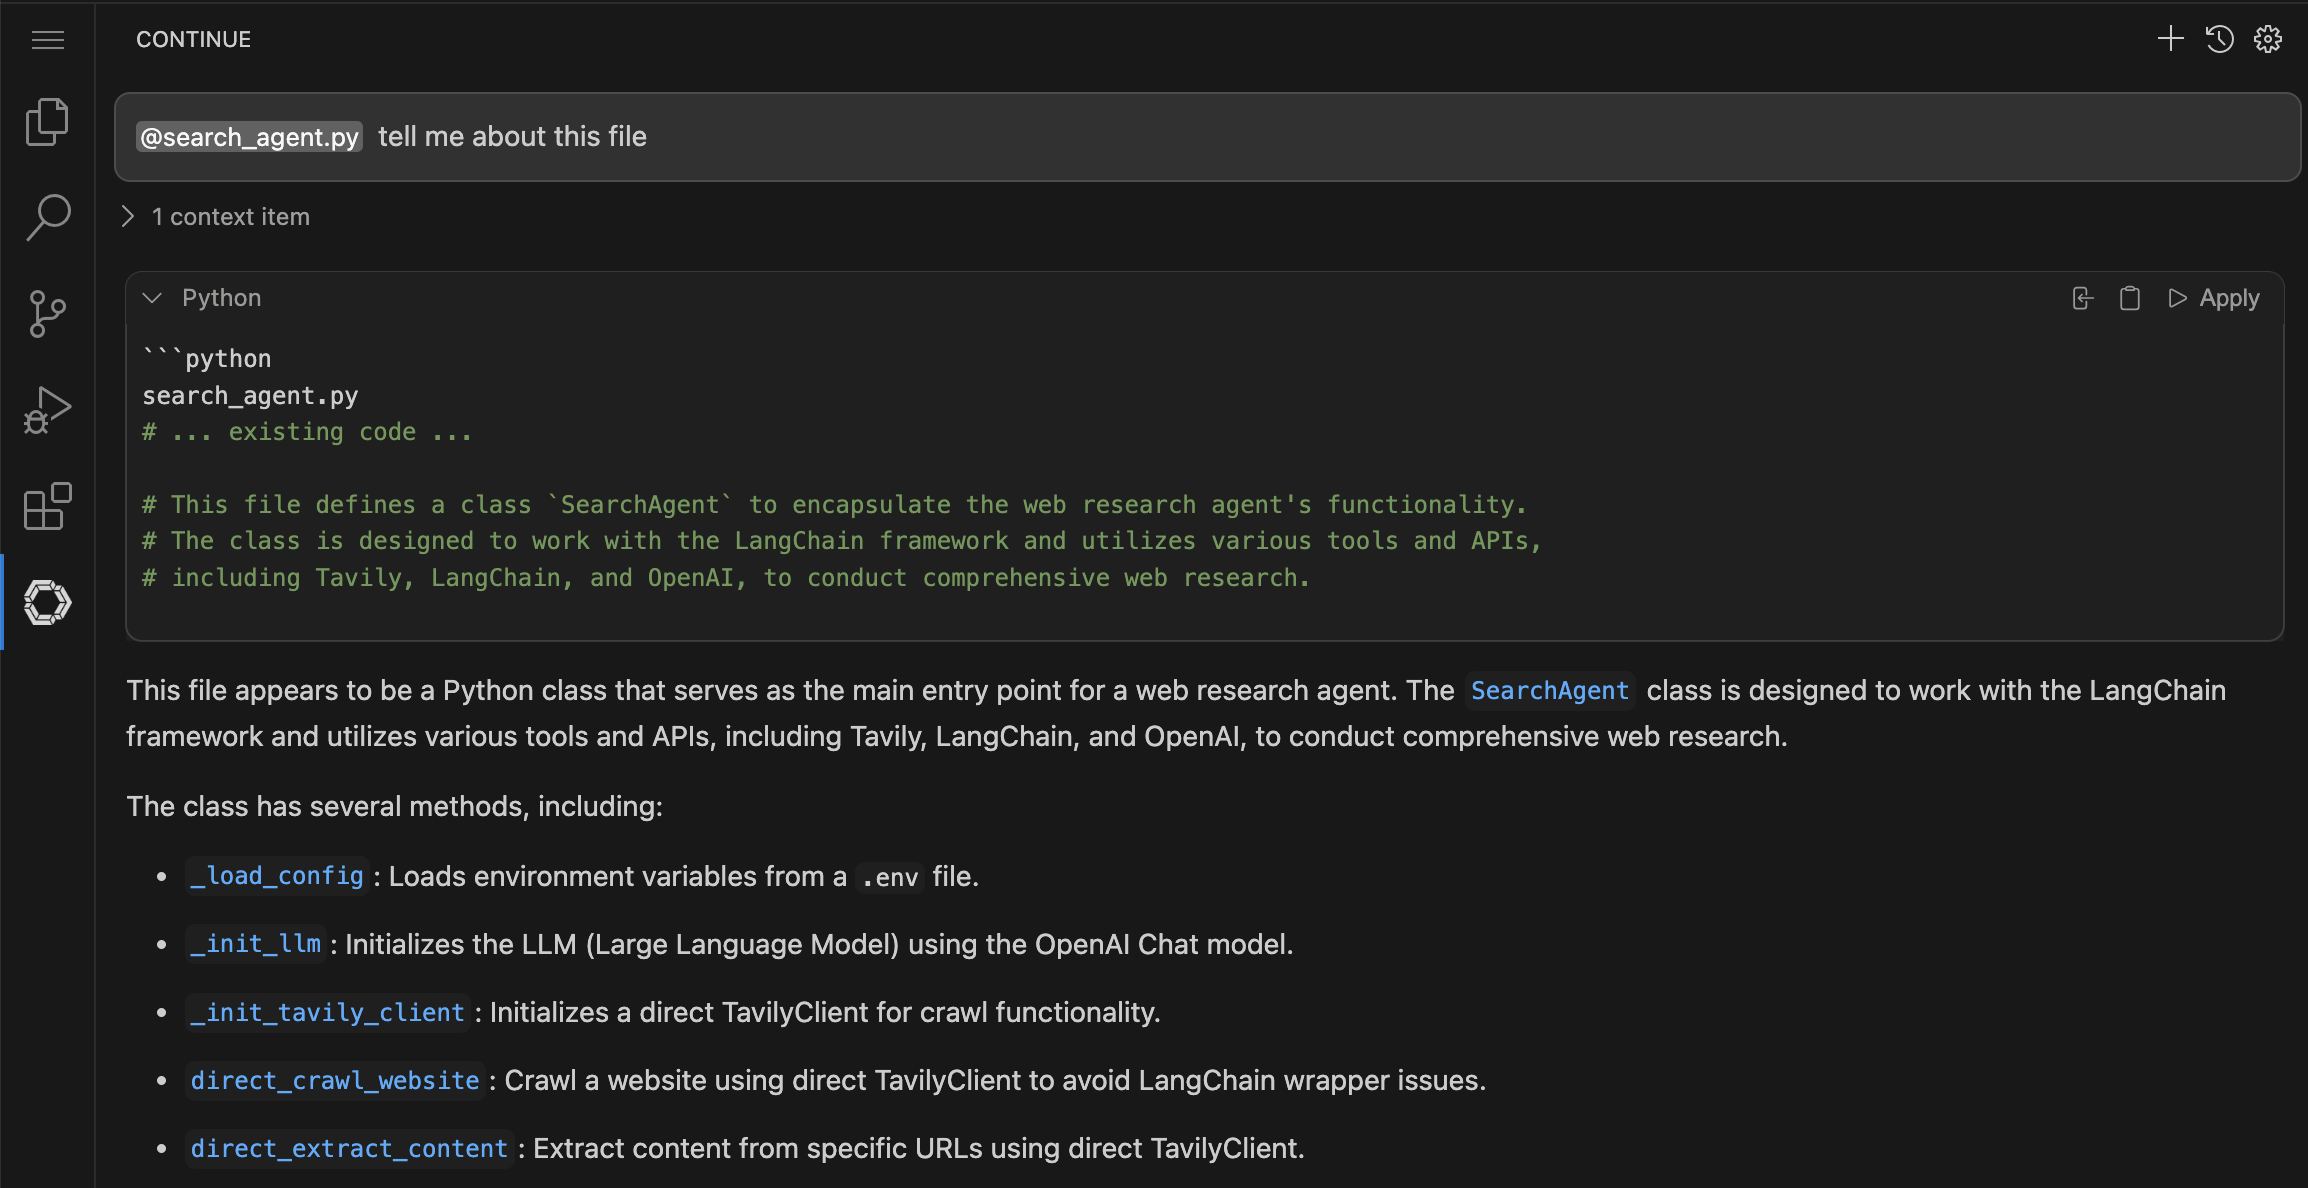 CONTINUE
@search_agent.py tell me about this file
1 context item
Python
Apply
```python
search_agent.py
# ... existing code ...
# This file defines a class `SearchAgent` to encapsulate the web research agent's functionality.
# The class is designed to work with the LangChain framework and utilizes various tools and APIs,
# including Tavily, LangChain, and OpenAI, to conduct comprehensive web research.
This file appears to be a Python class that serves as the main entry point for a web research agent. The SearchAgent class is designed to work with the LangChain
framework and utilizes various tools and APIs, including Tavily, LangChain, and OpenAI, to conduct comprehensive web research.
The class has several methods, including:
• _load_config : Loads environment variables from a .env file.
• _init_llm : Initializes the LLM (Large Language Model) using the OpenAI Chat model.
• _init_tavily_client : Initializes a direct TavilyClient for crawl functionality.
• direct_crawl_website : Crawl a website using direct TavilyClient to avoid LangChain wrapper issues.
• direct_extract_content : Extract content from specific URLs using direct TavilyClient.